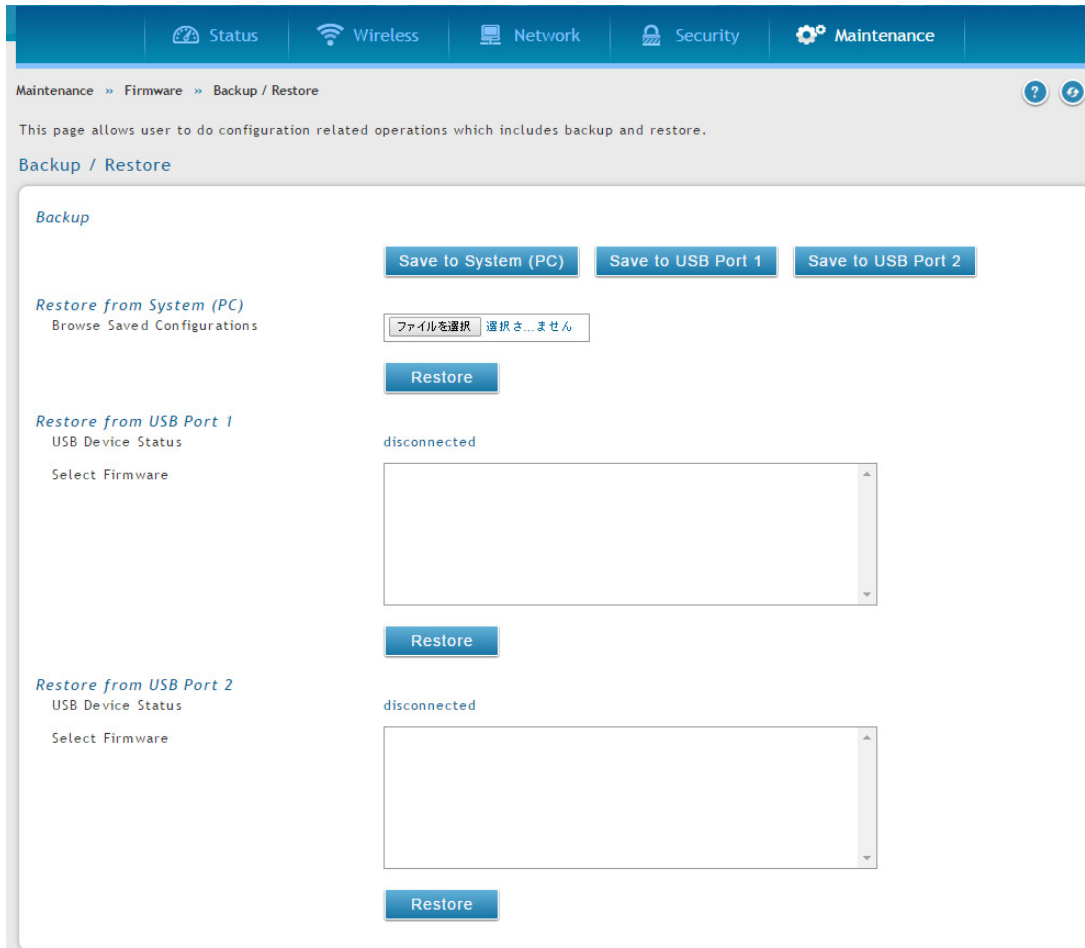 Status Wireless Network Security Maintenance
Maintenance » Firmware » Backup / Restore
This page allows user to do configuration related operations which includes backup and restore.
Backup / Restore
Backup
Save to System (PC) Save to USB Port 1 Save to USB Port 2
Restore from System (PC)
Browse Saved Configurations ファイルを選択 選択さ...ません
Restore
Restore from USB Port 1
USB Device Status disconnected
Select Firmware
Restore
Restore from USB Port 2
USB Device Status disconnected
Select Firmware
Restore